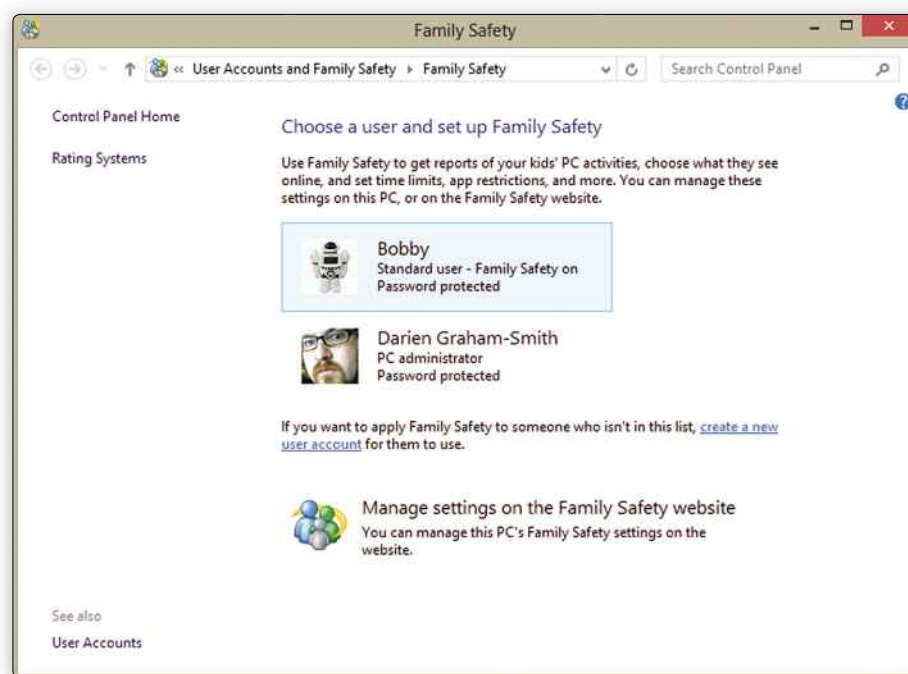 Family Safety
« User Accounts and Family Safety ▸ Family Safety
Search Control Panel
Control Panel Home
Rating Systems
Choose a user and set up Family Safety
Use Family Safety to get reports of your kids' PC activities, choose what they see
online, and set time limits, app restrictions, and more. You can manage these
settings on this PC, or on the Family Safety website.
Bobby
Standard user - Family Safety on
Password protected
Darien Graham-Smith
PC administrator
Password protected
If you want to apply Family Safety to someone who isn't in this list, create a new
user account for them to use.
Manage settings on the Family Safety website
You can manage this PC's Family Safety settings on the
website.
See also
User Accounts